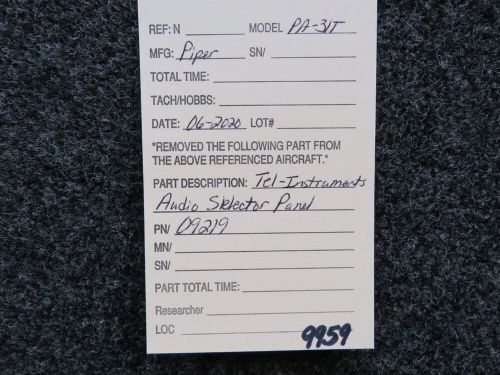 REF: N MODEL PA-31T
MFG: Piper SN/
TOTAL TIME:
TACH/HOBBS:
DATE: 06-2020 LOT#
*REMOVED THE FOLLOWING PART FROM
THE ABOVE REFERENCED AIRCRAFT.*
PART DESCRIPTION: Tel-Instruments
Audio Slelector Panel
PN/ 09219
MN/
SN/
PART TOTAL TIME:
Researcher
LOC
9959